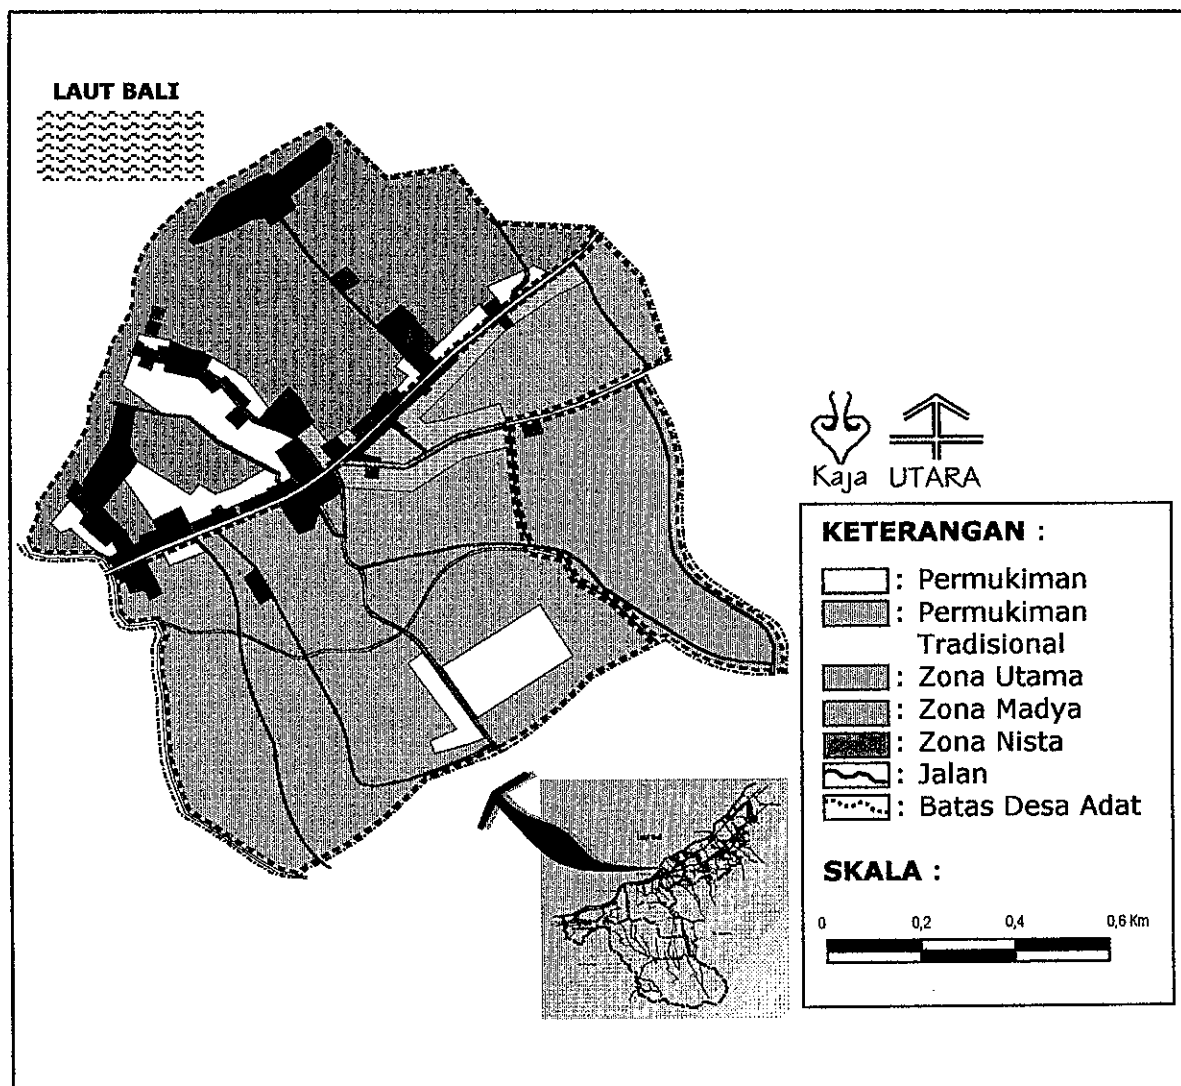 LAUT BALI
Kaja UTARA
KETERANGAN :
: Permukiman
: Permukiman
Tradisional
: Zona Utama
: Zona Madya
: Zona Nista
: Jalan
: Batas Desa Adat
SKALA :
0 0,2 0,4 0,6 Km